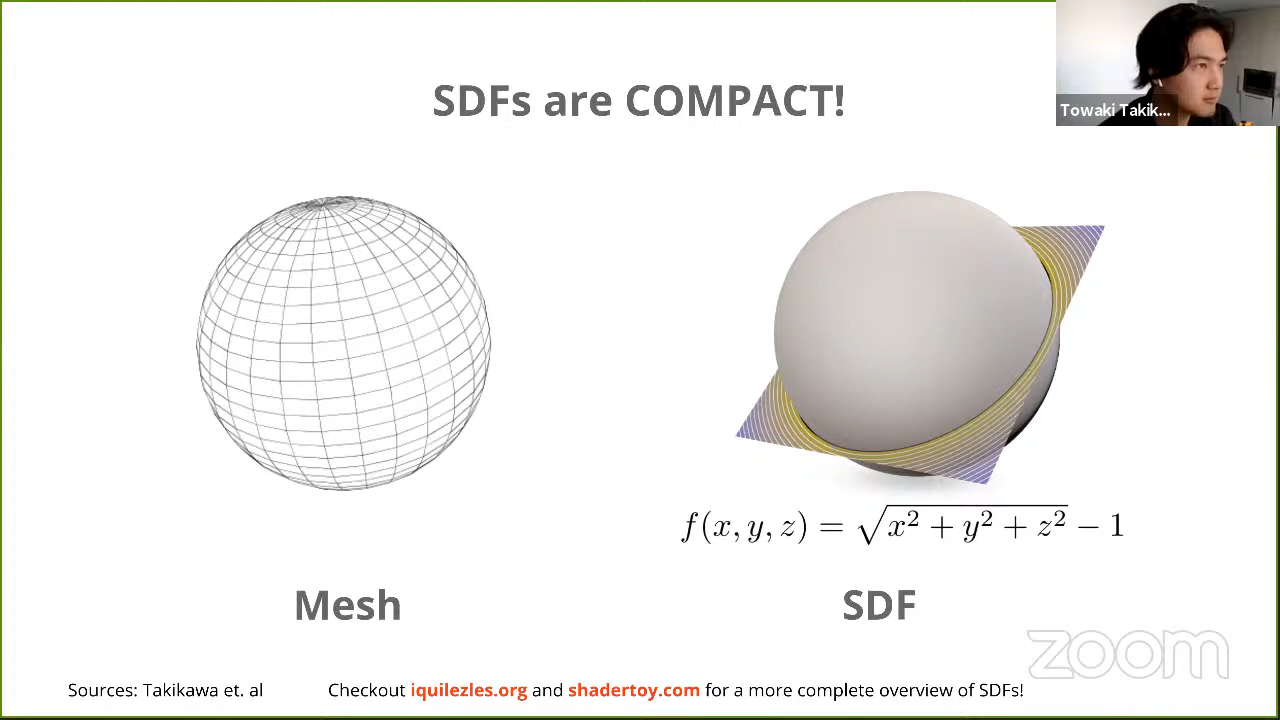 SDFs are COMPACT!
Towaki Takik...
f(x, y, z) = √(x² + y² + z²) − 1
Mesh
SDF
zoom
Sources: Takikawa et. al
Checkout iquilezles.org and shadertoy.com for a more complete overview of SDFs!